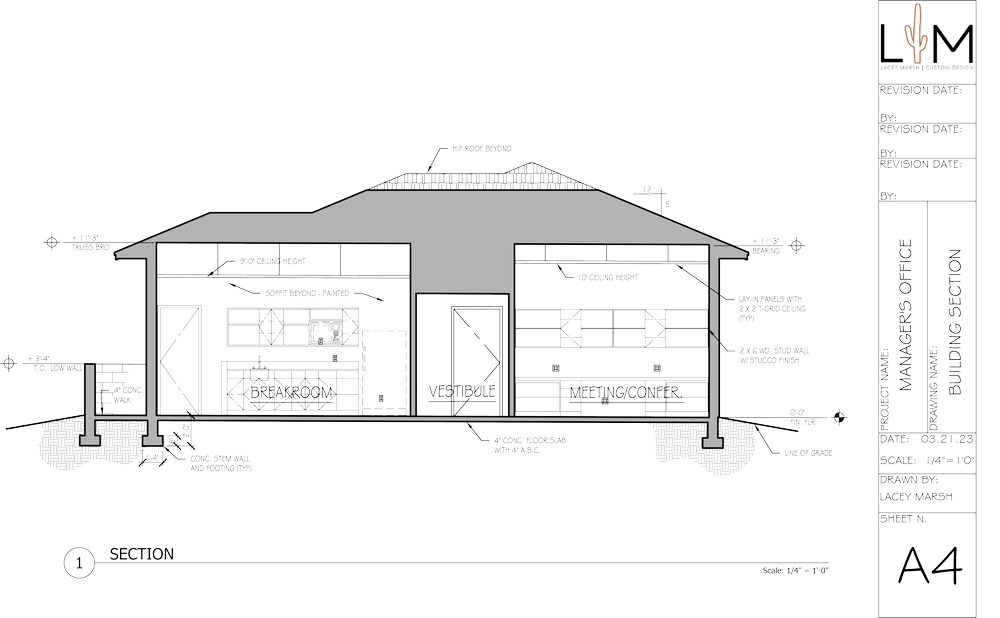 LM
LACEY MARSH | CUSTOM DESIGN
REVISION DATE:
BY:
REVISION DATE:
BY:
REVISION DATE:
BY:
PROJECT NAME:
MANAGER'S OFFICE
DRAWING NAME:
BUILDING SECTION
DATE: 03.21.23
SCALE: 1/4"=1'0"
DRAWN BY:
LACEY MARSH
SHEET N.
A4
HIP ROOF BEYOND
12
5
+ 11'-3"
TRUSS BRG
+ 11'-3"
BEARING
9'-0" CEILING HEIGHT
SOFFIT BEYOND - PAINTED
10' CEILING HEIGHT
LAY-IN PANELS WITH
2 X 2 T-GRID CEILING
(TYP)
2 X 6 WD. STUD WALL
W/ STUCCO FINISH
+ 3'-4"
T.O. LOW WALL
4" CONC.
WALK
BREAKROOM
VESTIBULE
MEETING/CONFER.
0'-0"
FIN. FLR
2'-0"
1'-4"
CONC. STEM WALL
AND FOOTING (TYP)
4" CONC. FLOOR SLAB
WITH 4" A.B.C.
LINE OF GRADE
1
SECTION
Scale: 1/4" = 1'-0"